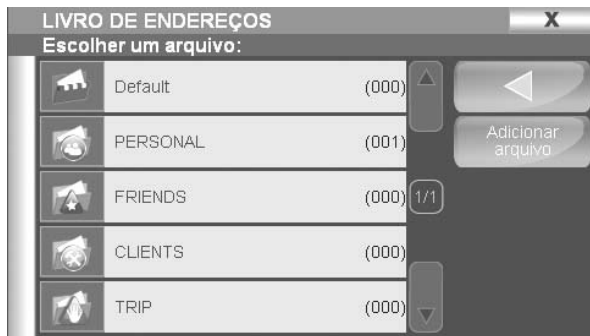 LIVRO DE ENDEREÇOS X
Escolher um arquivo:
Default (000)
PERSONAL (001)
FRIENDS (000)
CLIENTS (000)
TRIP (000)
1/1
Adicionar
arquivo